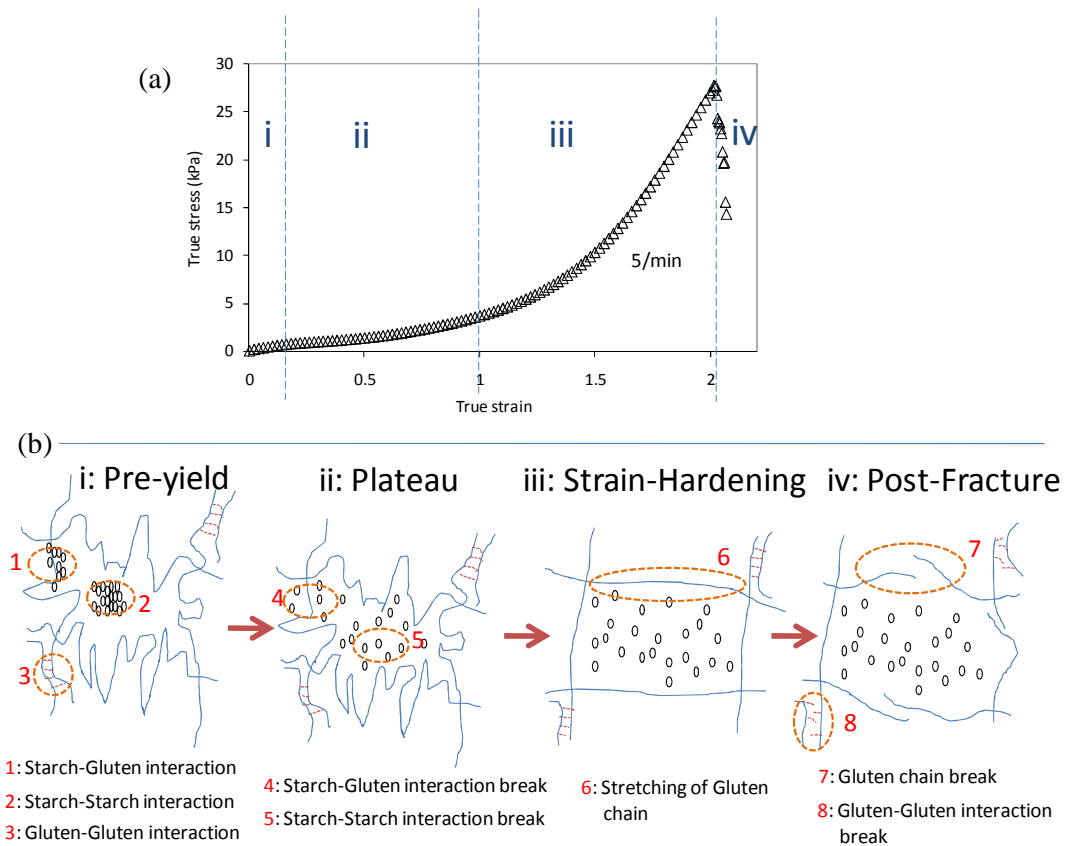 (a)
30
25
20
15
10
5
0
True stress (kPa)
i
ii
iii
iv
5/min
0
0.5
1
1.5
2
True strain
(b)
i: Pre-yield
ii: Plateau
iii: Strain-Hardening
iv: Post-Fracture
1
2
3
4
5
6
7
8
1: Starch-Gluten interaction
2: Starch-Starch interaction
3: Gluten-Gluten interaction
4: Starch-Gluten interaction break
5: Starch-Starch interaction break
6: Stretching of Gluten
chain
7: Gluten chain break
8: Gluten-Gluten interaction
break